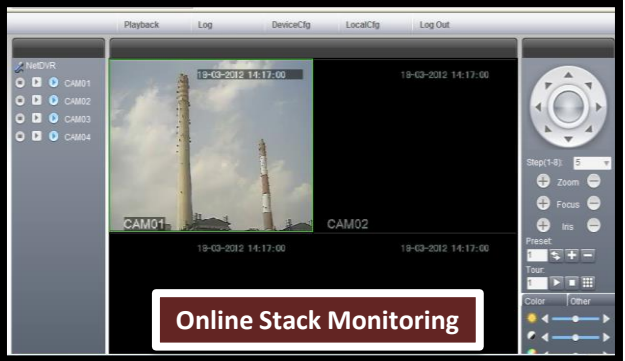 Playback Log DeviceCfg LocalCfg Log Out
NetDVR
CAM01
CAM02
CAM03
CAM04
19-03-2012 14:17:00
19-03-2012 14:17:00
CAM01
CAM02
19-03-2012 14:17:00
19-03-2012 14:17:00
Step(1-8): 5
Zoom
Focus
Iris
Preset
1
Tour:
1
Color Other
Online Stack Monitoring